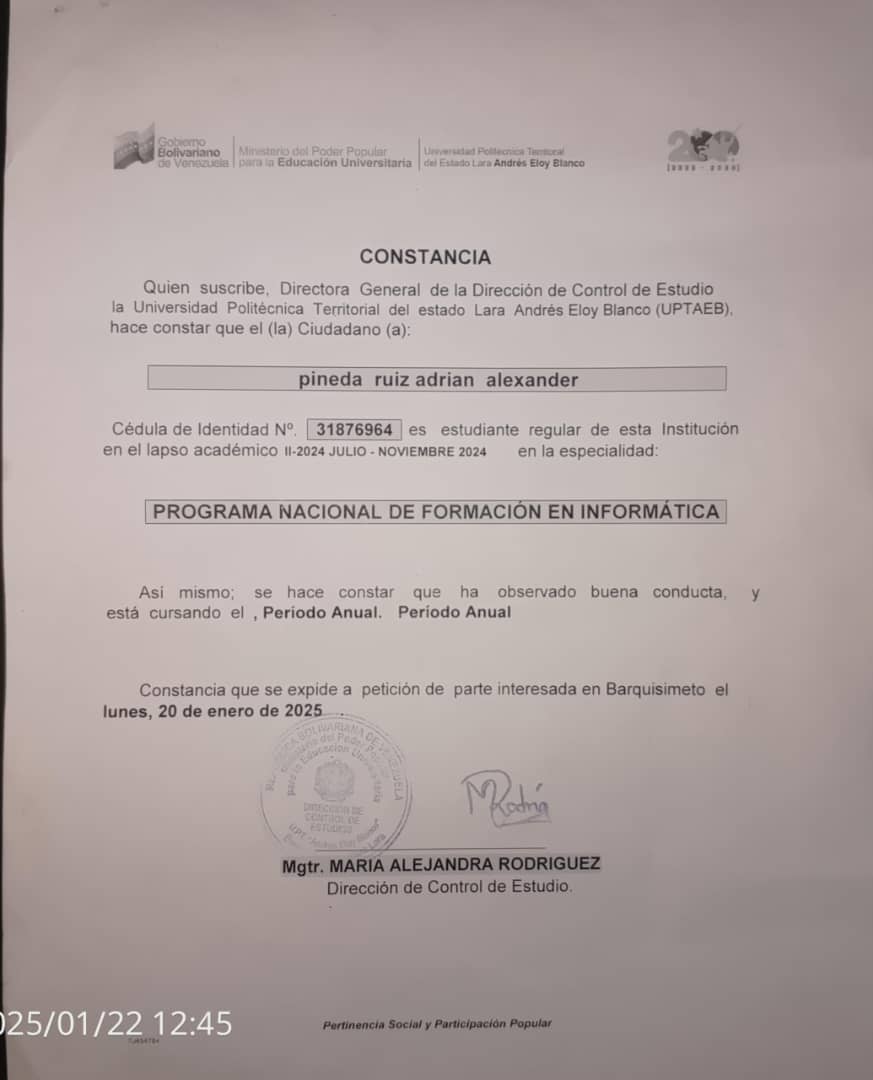 Gobierno
Bolivariano
de Venezuela
Ministerio del Poder Popular
para la Educación Universitaria
Universidad Politécnica Territorial
del Estado Lara Andrés Eloy Blanco
CONSTANCIA
Quien suscribe, Directora General de la Dirección de Control de Estudio
la Universidad Politécnica Territorial del estado Lara Andrés Eloy Blanco (UPTAEB),
hace constar que el (la) Ciudadano (a):
pineda ruiz adrian alexander
Cédula de Identidad Nº. 31876964 es estudiante regular de esta Institución
en el lapso académico II-2024 JULIO - NOVIEMBRE 2024 en la especialidad:
PROGRAMA NACIONAL DE FORMACIÓN EN INFORMÁTICA
Así mismo; se hace constar que ha observado buena conducta, y
está cursando el , Periodo Anual. Período Anual
Constancia que se expide a petición de parte interesada en Barquisimeto el
lunes, 20 de enero de 2025
BOLIVARIANA DE VENEZUELA
Ministerio del Poder Popular
para la Educación Universitaria
DIRECCIÓN DE
CONTROL DE
ESTUDIOS
UPT "Andrés Eloy Blanco"
Lara
MRodríg
Mgtr. MARIA ALEJANDRA RODRIGUEZ
Dirección de Control de Estudio.
025/01/22 12:45
Pertinencia Social y Participación Popular